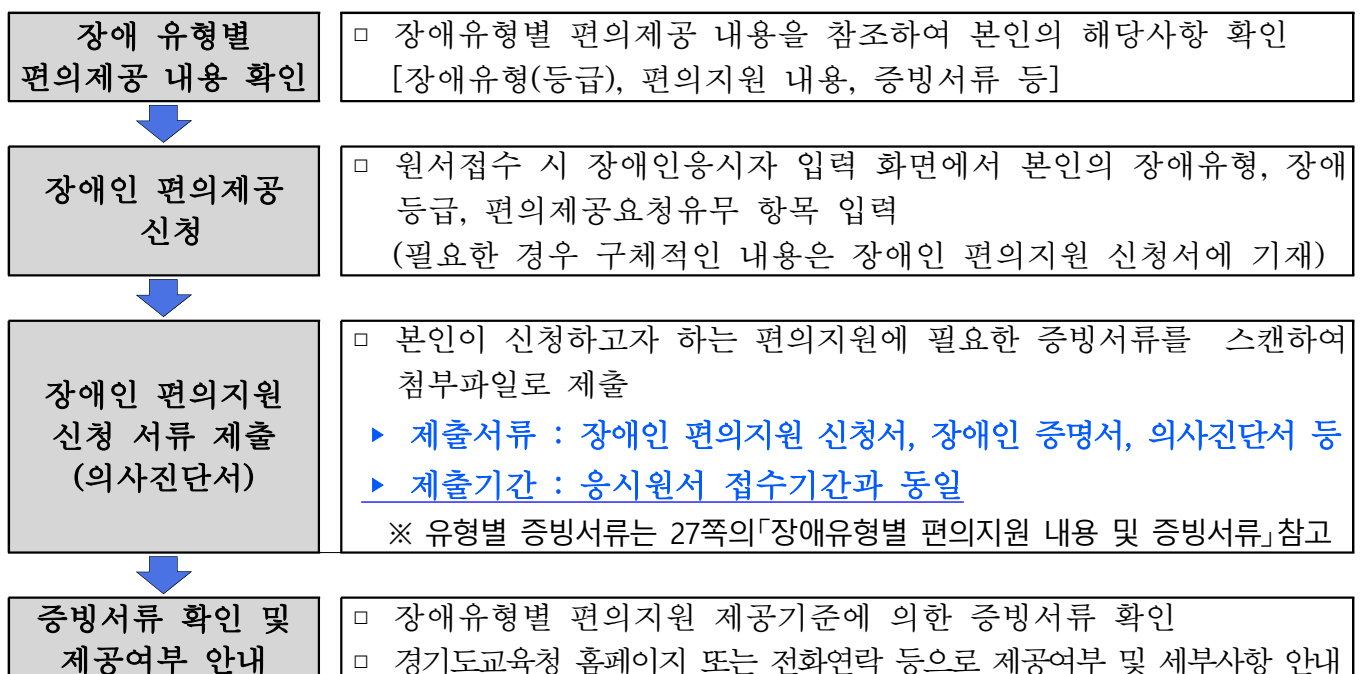 장애 유형별
편의제공 내용 확인
□ 장애유형별 편의제공 내용을 참조하여 본인의 해당사항 확인
[장애유형(등급), 편의지원 내용, 증빙서류 등]
장애인 편의제공
신청
□ 원서접수 시 장애인응시자 입력 화면에서 본인의 장애유형, 장애
등급, 편의제공요청유무 항목 입력
(필요한 경우 구체적인 내용은 장애인 편의지원 신청서에 기재)
장애인 편의지원
신청 서류 제출
(의사진단서)
□ 본인이 신청하고자 하는 편의지원에 필요한 증빙서류를 스캔하여
첨부파일로 제출
▶ 제출서류 : 장애인 편의지원 신청서, 장애인 증명서, 의사진단서 등
▶ 제출기간 : 응시원서 접수기간과 동일
※ 유형별 증빙서류는 27쪽의「장애유형별 편의지원 내용 및 증빙서류」참고
증빙서류 확인 및
제공여부 안내
□ 장애유형별 편의지원 제공기준에 의한 증빙서류 확인
□ 경기도교육청 홈페이지 또는 전화연락 등으로 제공여부 및 세부사항 안내